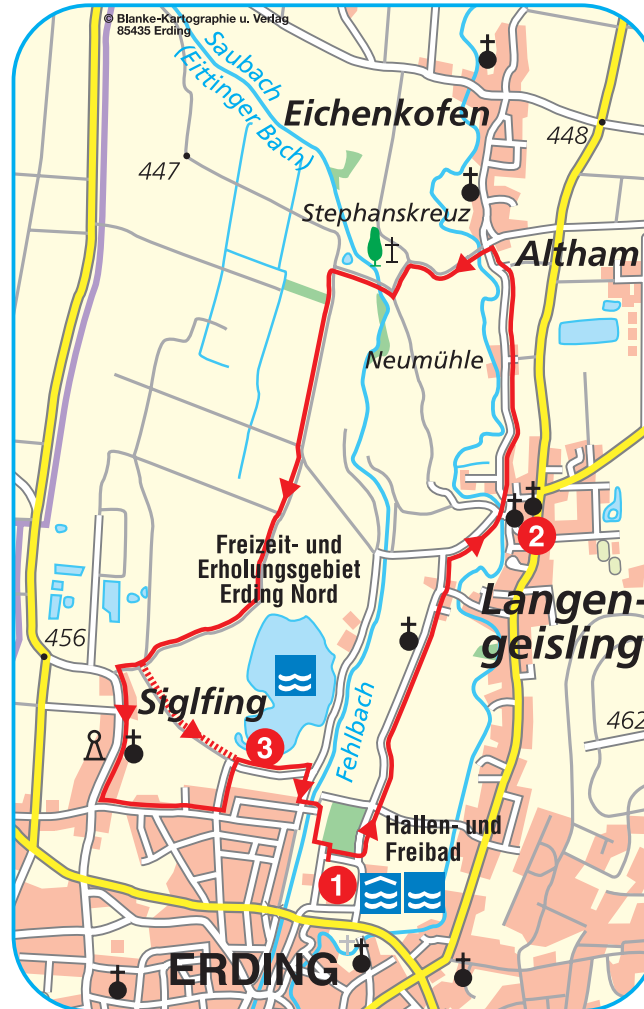 © Blanke-Kartographie u. Verlag
85435 Erding
Saubach
(Eittinger Bach)
Eichenkofen
448
447
Stephanskreuz
Altham
Neumühle
2
Freizeit- und
Erholungsgebiet
Erding Nord
Langen-
geisling
456
Siglfing
462
3
Fehlbach
Hallen- und
Freibad
1
ERDING